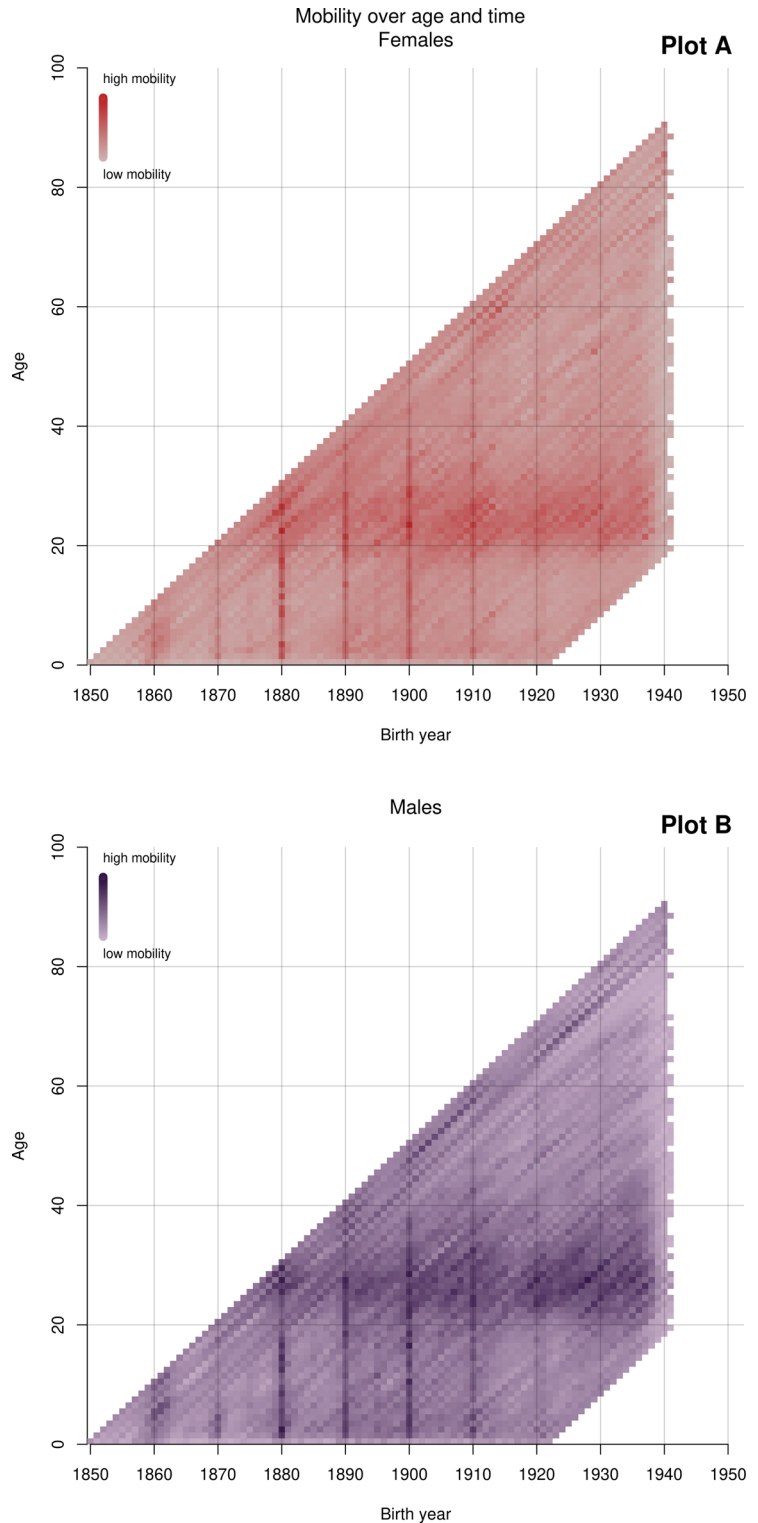 Mobility over age and time
Females
Plot A
high mobility
low mobility
100
80
60
40
20
0
Age
1850 1860 1870 1880 1890 1900 1910 1920 1930 1940 1950
Birth year
Males
Plot B
high mobility
low mobility
100
80
60
40
20
0
Age
1850 1860 1870 1880 1890 1900 1910 1920 1930 1940 1950
Birth year